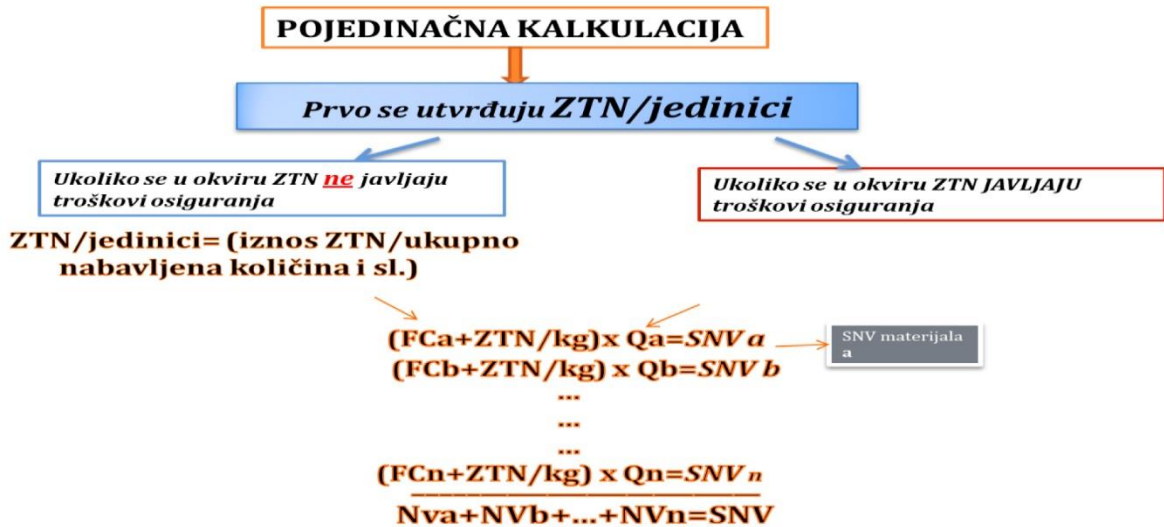 POJEDINAČNA KALKULACIJA
Prvo se utvrđuju ZTN/jedinici
Ukoliko se u okviru ZTN ne javljaju
troškovi osiguranja
Ukoliko se u okviru ZTN JAVLJAJU
troškovi osiguranja
ZTN/jedinici= (iznos ZTN/ukupno
nabavljena količina i sl.)
(FCa+ZTN/kg)x Qa=SNV a
SNV materijala
a
(FCb+ZTN/kg) x Qb=SNV b
...
...
...
(FCn+ZTN/kg) x Qn=SNV n
Nva+NVb+...+NVn=SNV